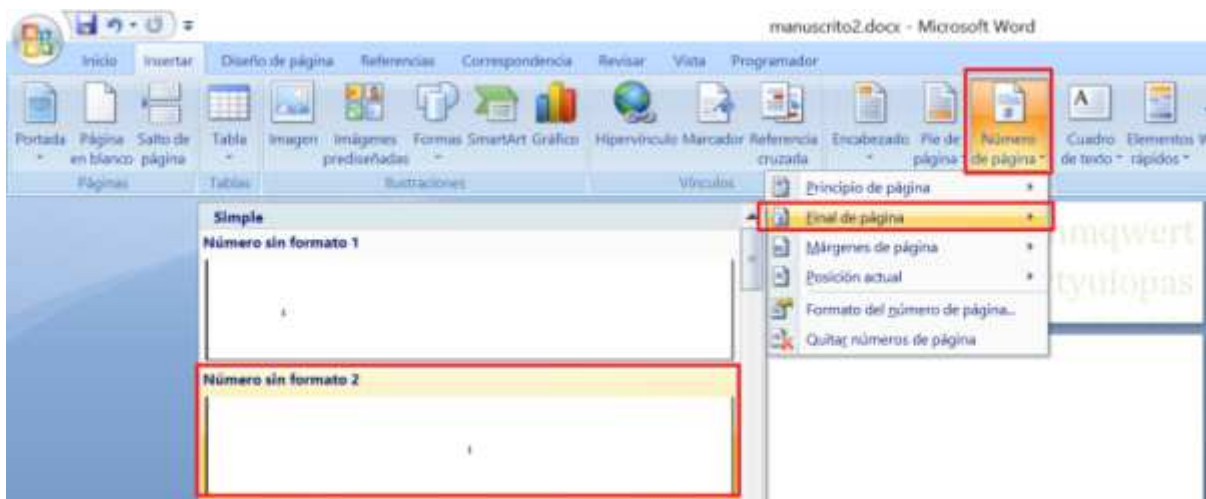 manuscrito2.docx - Microsoft Word
Inicio Insertar Diseño de página Referencias Correspondencia Revisar Vista Programador
Portada Página en blanco Salto de página Tabla Imagen Imágenes prediseñadas Formas SmartArt Gráfico Hipervínculo Marcador Referencia cruzada Encabezado Pie de página Número de página Cuadro de texto Elementos rápidos
Páginas Tablas Ilustraciones Vínculos
Principio de página
Final de página
Márgenes de página
Posición actual
Formato del número de página...
Quitar números de página
Simple
Número sin formato 1
1
Número sin formato 2
1
mqwert
tyuiopas